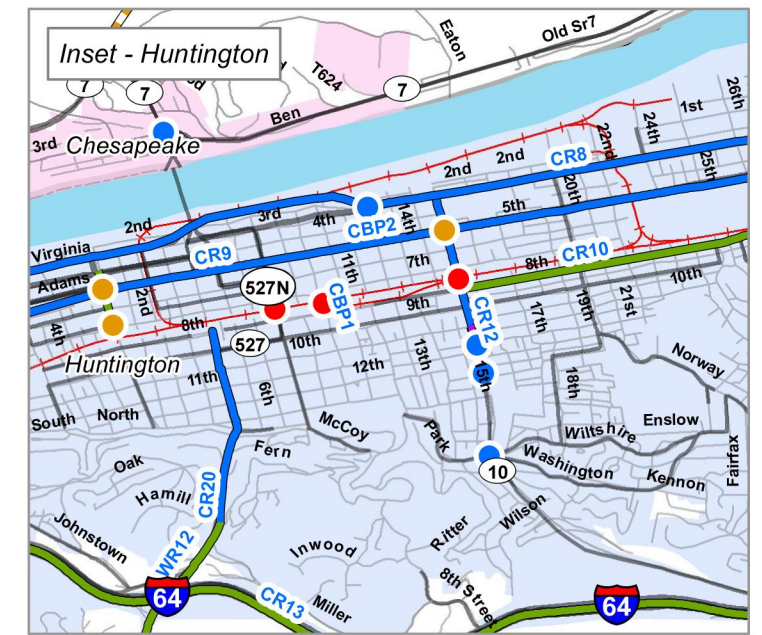 Inset - Huntington
Eaton
Old Sr7
T624
7
7
7
Ben
3rd
Chesapeake
1st
22nd
24th
26th
2nd
2nd
2nd
CR8
20th
25th
2nd
3rd
4th
CBP2
14th
5th
Virginia
CR9
Adams
11th
7th
8th
CR10
10th
2nd
527N
CBP1
9th
CR12
17th
19th
21st
4th
8th
527
10th
Huntington
12th
13th
15th
18th
Norway
11th
6th
South
North
McCoy
Park
Enslow
Wiltshire
Fairfax
Fern
Washington
Kennon
10
Oak
Hamill
CR20
Wilson
Ritter
Johnstown
Inwood
WR12
8th Street
64
CR13
Miller
64